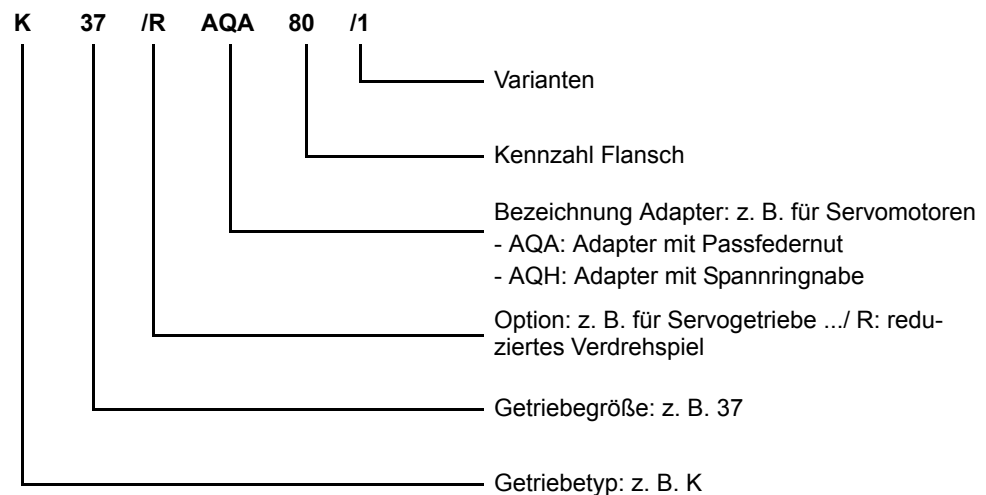 K 37 /R AQA 80 /1
Varianten
Kennzahl Flansch
Bezeichnung Adapter: z. B. für Servomotoren
- AQA: Adapter mit Passfedernut
- AQH: Adapter mit Spannringnabe
Option: z. B. für Servogetriebe .../ R: redu-
ziertes Verdrehspiel
Getriebegröße: z. B. 37
Getriebetyp: z. B. K